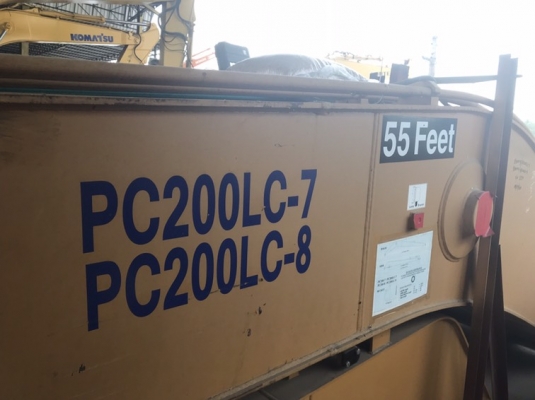 KOMATSU
55 Feet
PC200LC-7
PC200LC-8